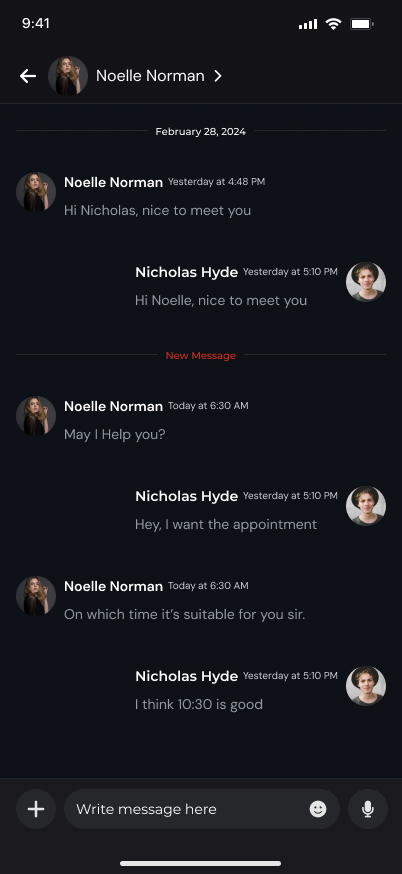 9:41
Noelle Norman
February 28, 2024
Noelle Norman Yesterday at 4:48 PM
Hi Nicholas, nice to meet you
Nicholas Hyde Yesterday at 5:10 PM
Hi Noelle, nice to meet you
New Message
Noelle Norman Today at 6:30 AM
May I Help you?
Nicholas Hyde Yesterday at 5:10 PM
Hey, I want the appointment
Noelle Norman Today at 6:30 AM
On which time it’s suitable for you sir.
Nicholas Hyde Yesterday at 5:10 PM
I think 10:30 is good
Write message here